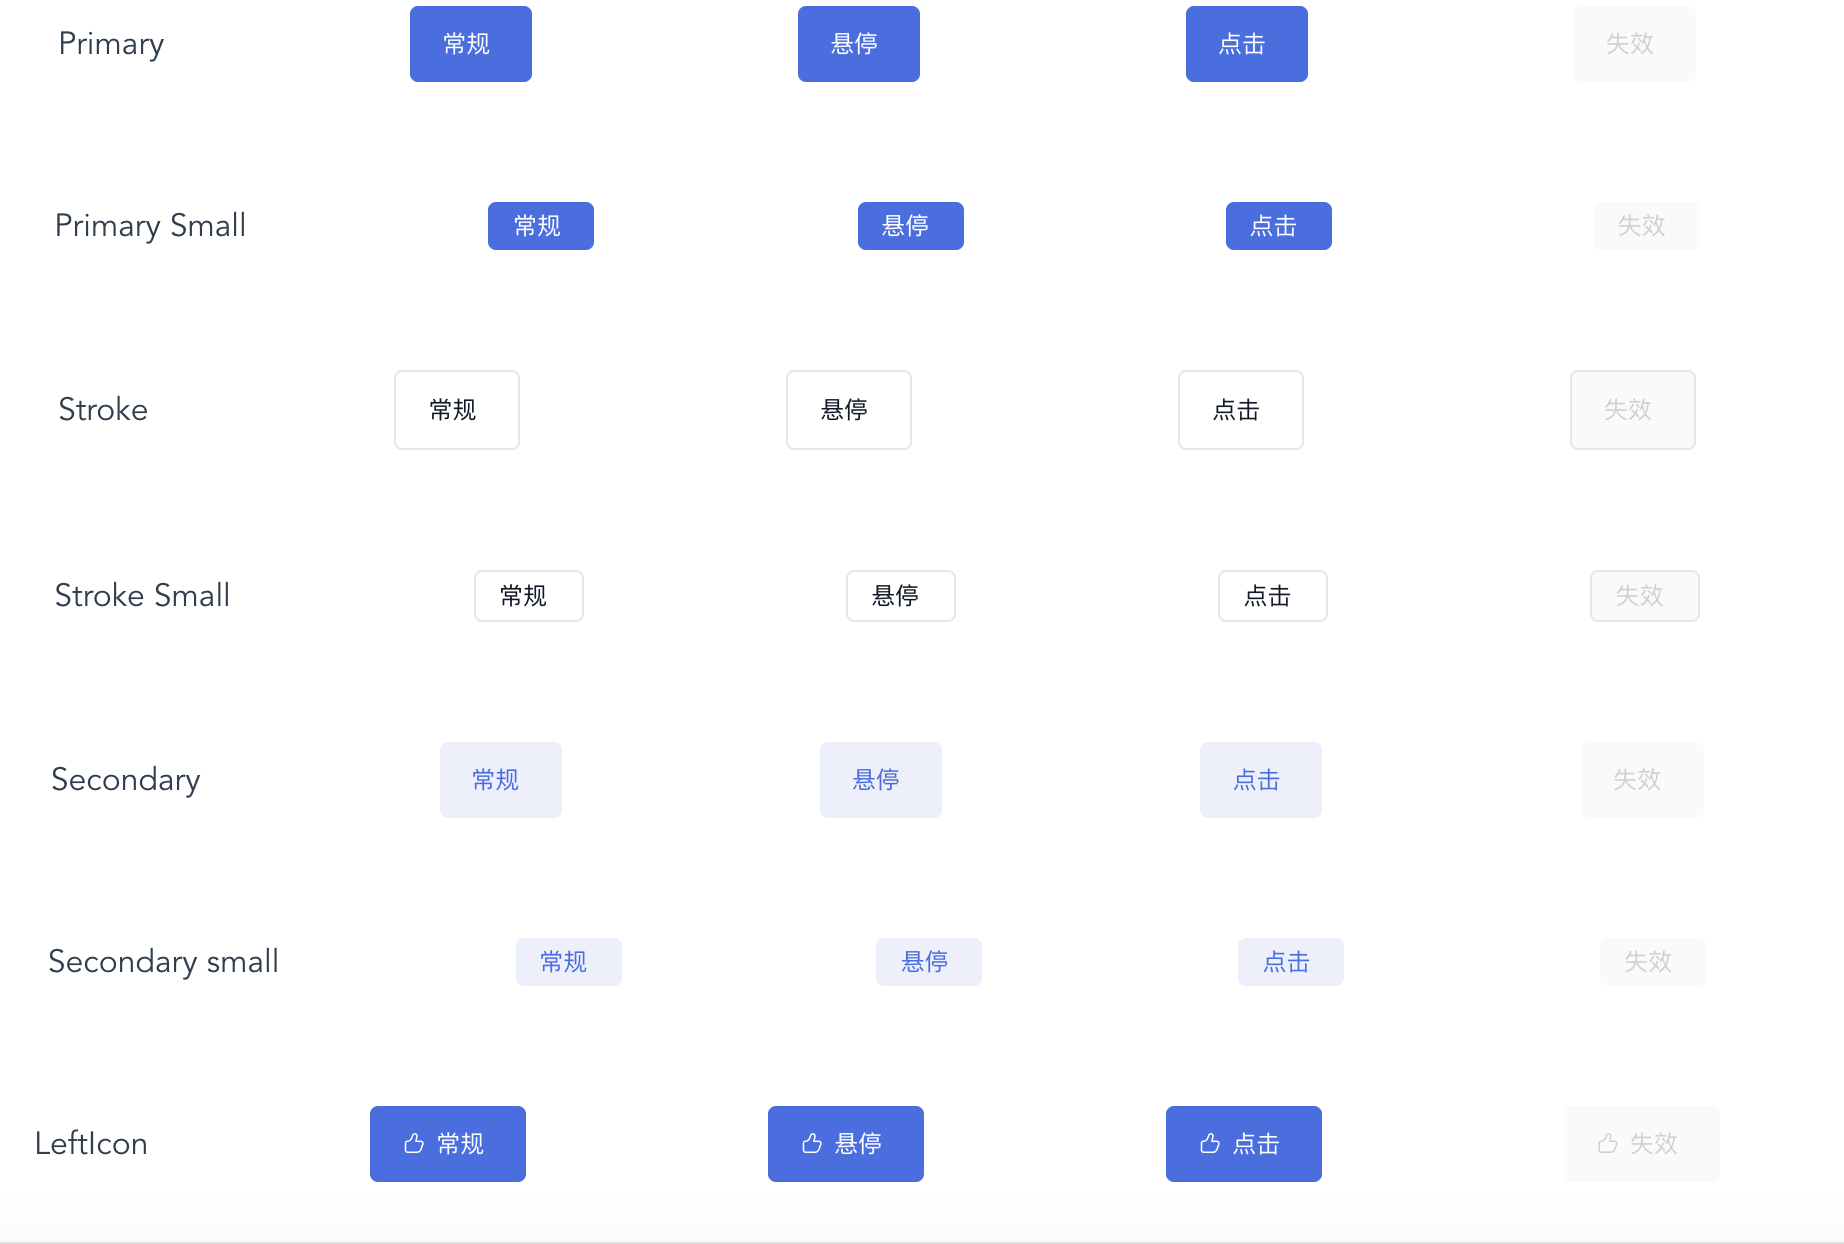 Primary 常规 悬停 点击 失效
Primary Small 常规 悬停 点击 失效
Stroke 常规 悬停 点击 失效
Stroke Small 常规 悬停 点击 失效
Secondary 常规 悬停 点击 失效
Secondary small 常规 悬停 点击 失效
LeftIcon 常规 悬停 点击 失效